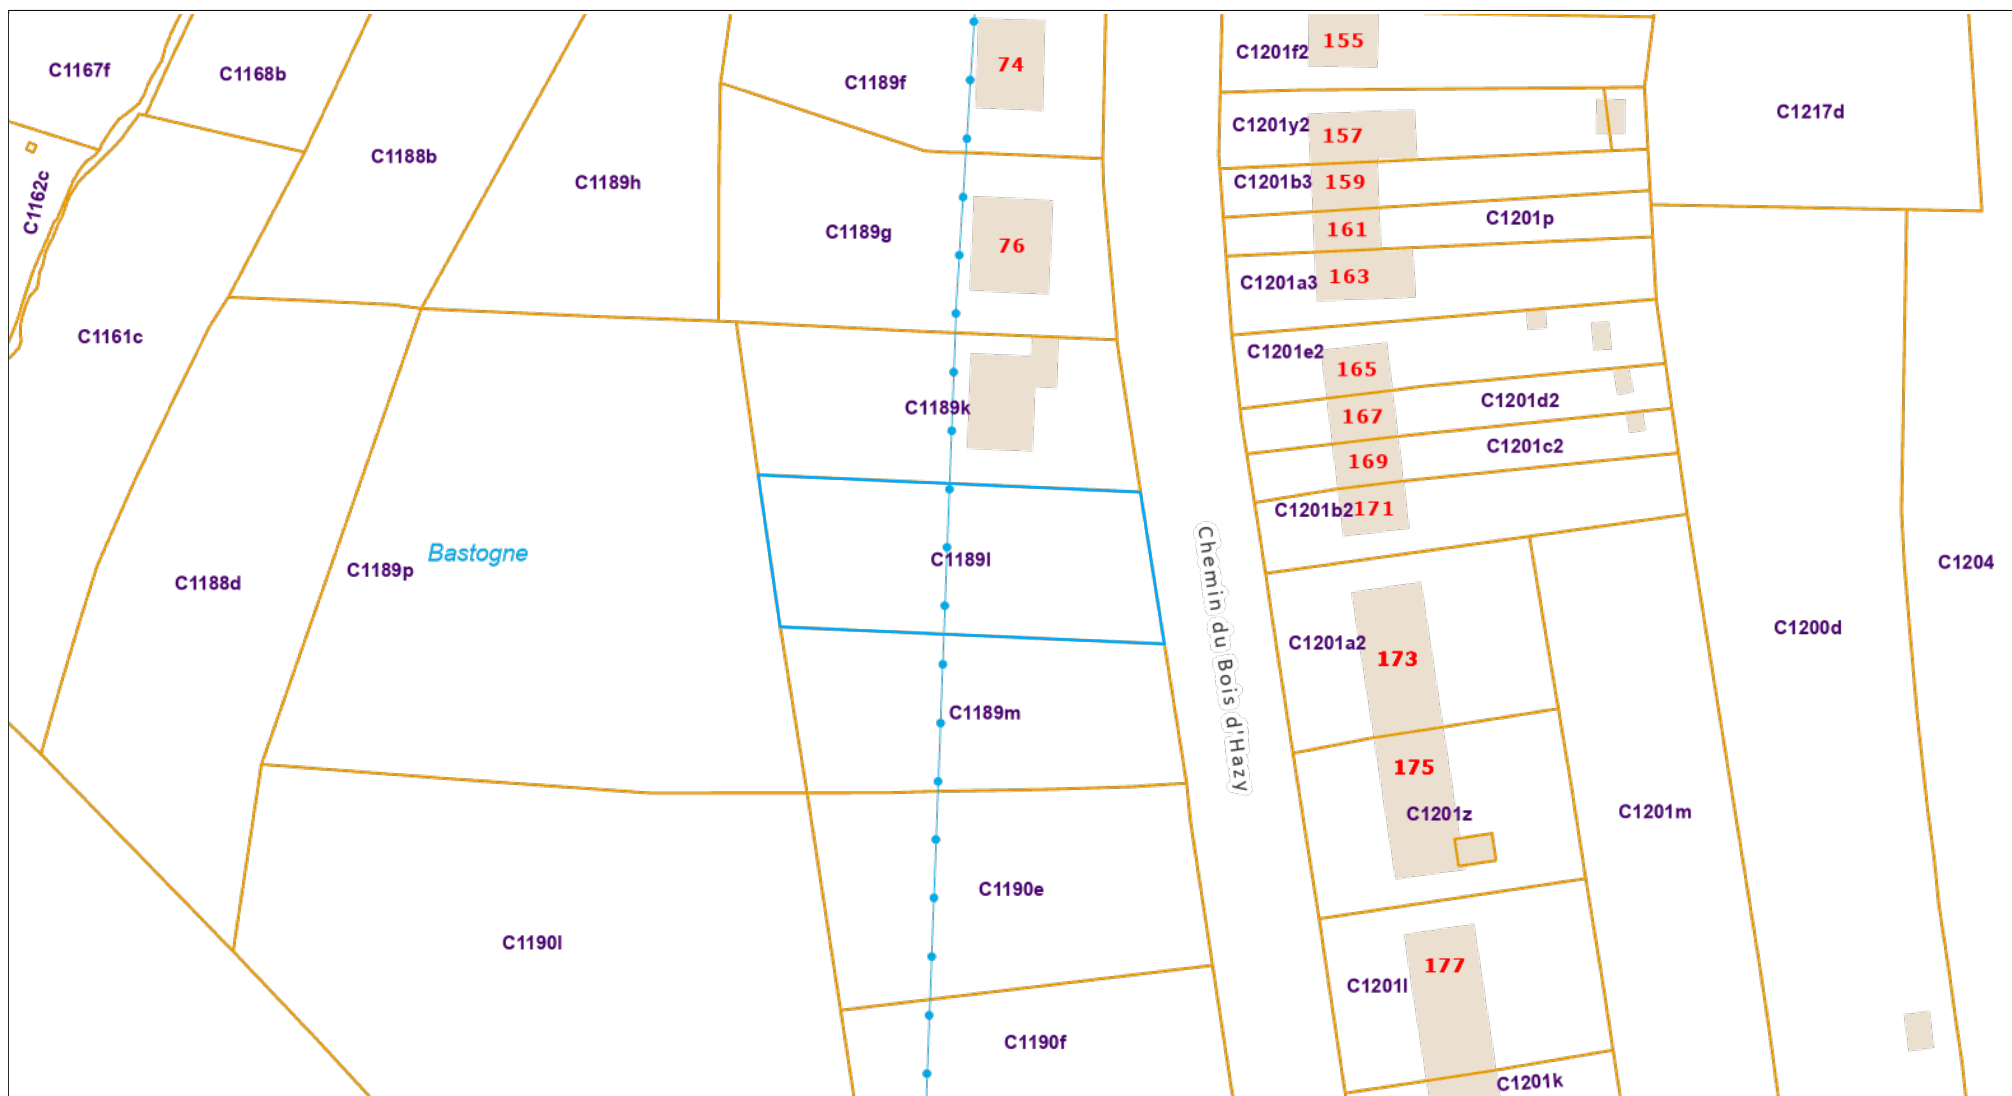 C1167f
C1168b
C1189f
74
C1201f2
155
C1217d
C1188b
C1201y2
157
C1162c
C1189h
C1201b3
159
C1189g
76
161
C1201p
C1201a3
163
C1161c
C1201e2
165
C1189k
167
C1201d2
169
C1201c2
C1201b2
171
Bastogne
C1189l
C1188d
C1189p
C1204
Chemin du Bois d'Hazy
C1201a2
173
C1200d
C1189m
175
C1201z
C1201m
C1190e
C1190l
177
C1201l
C1190f
C1201k